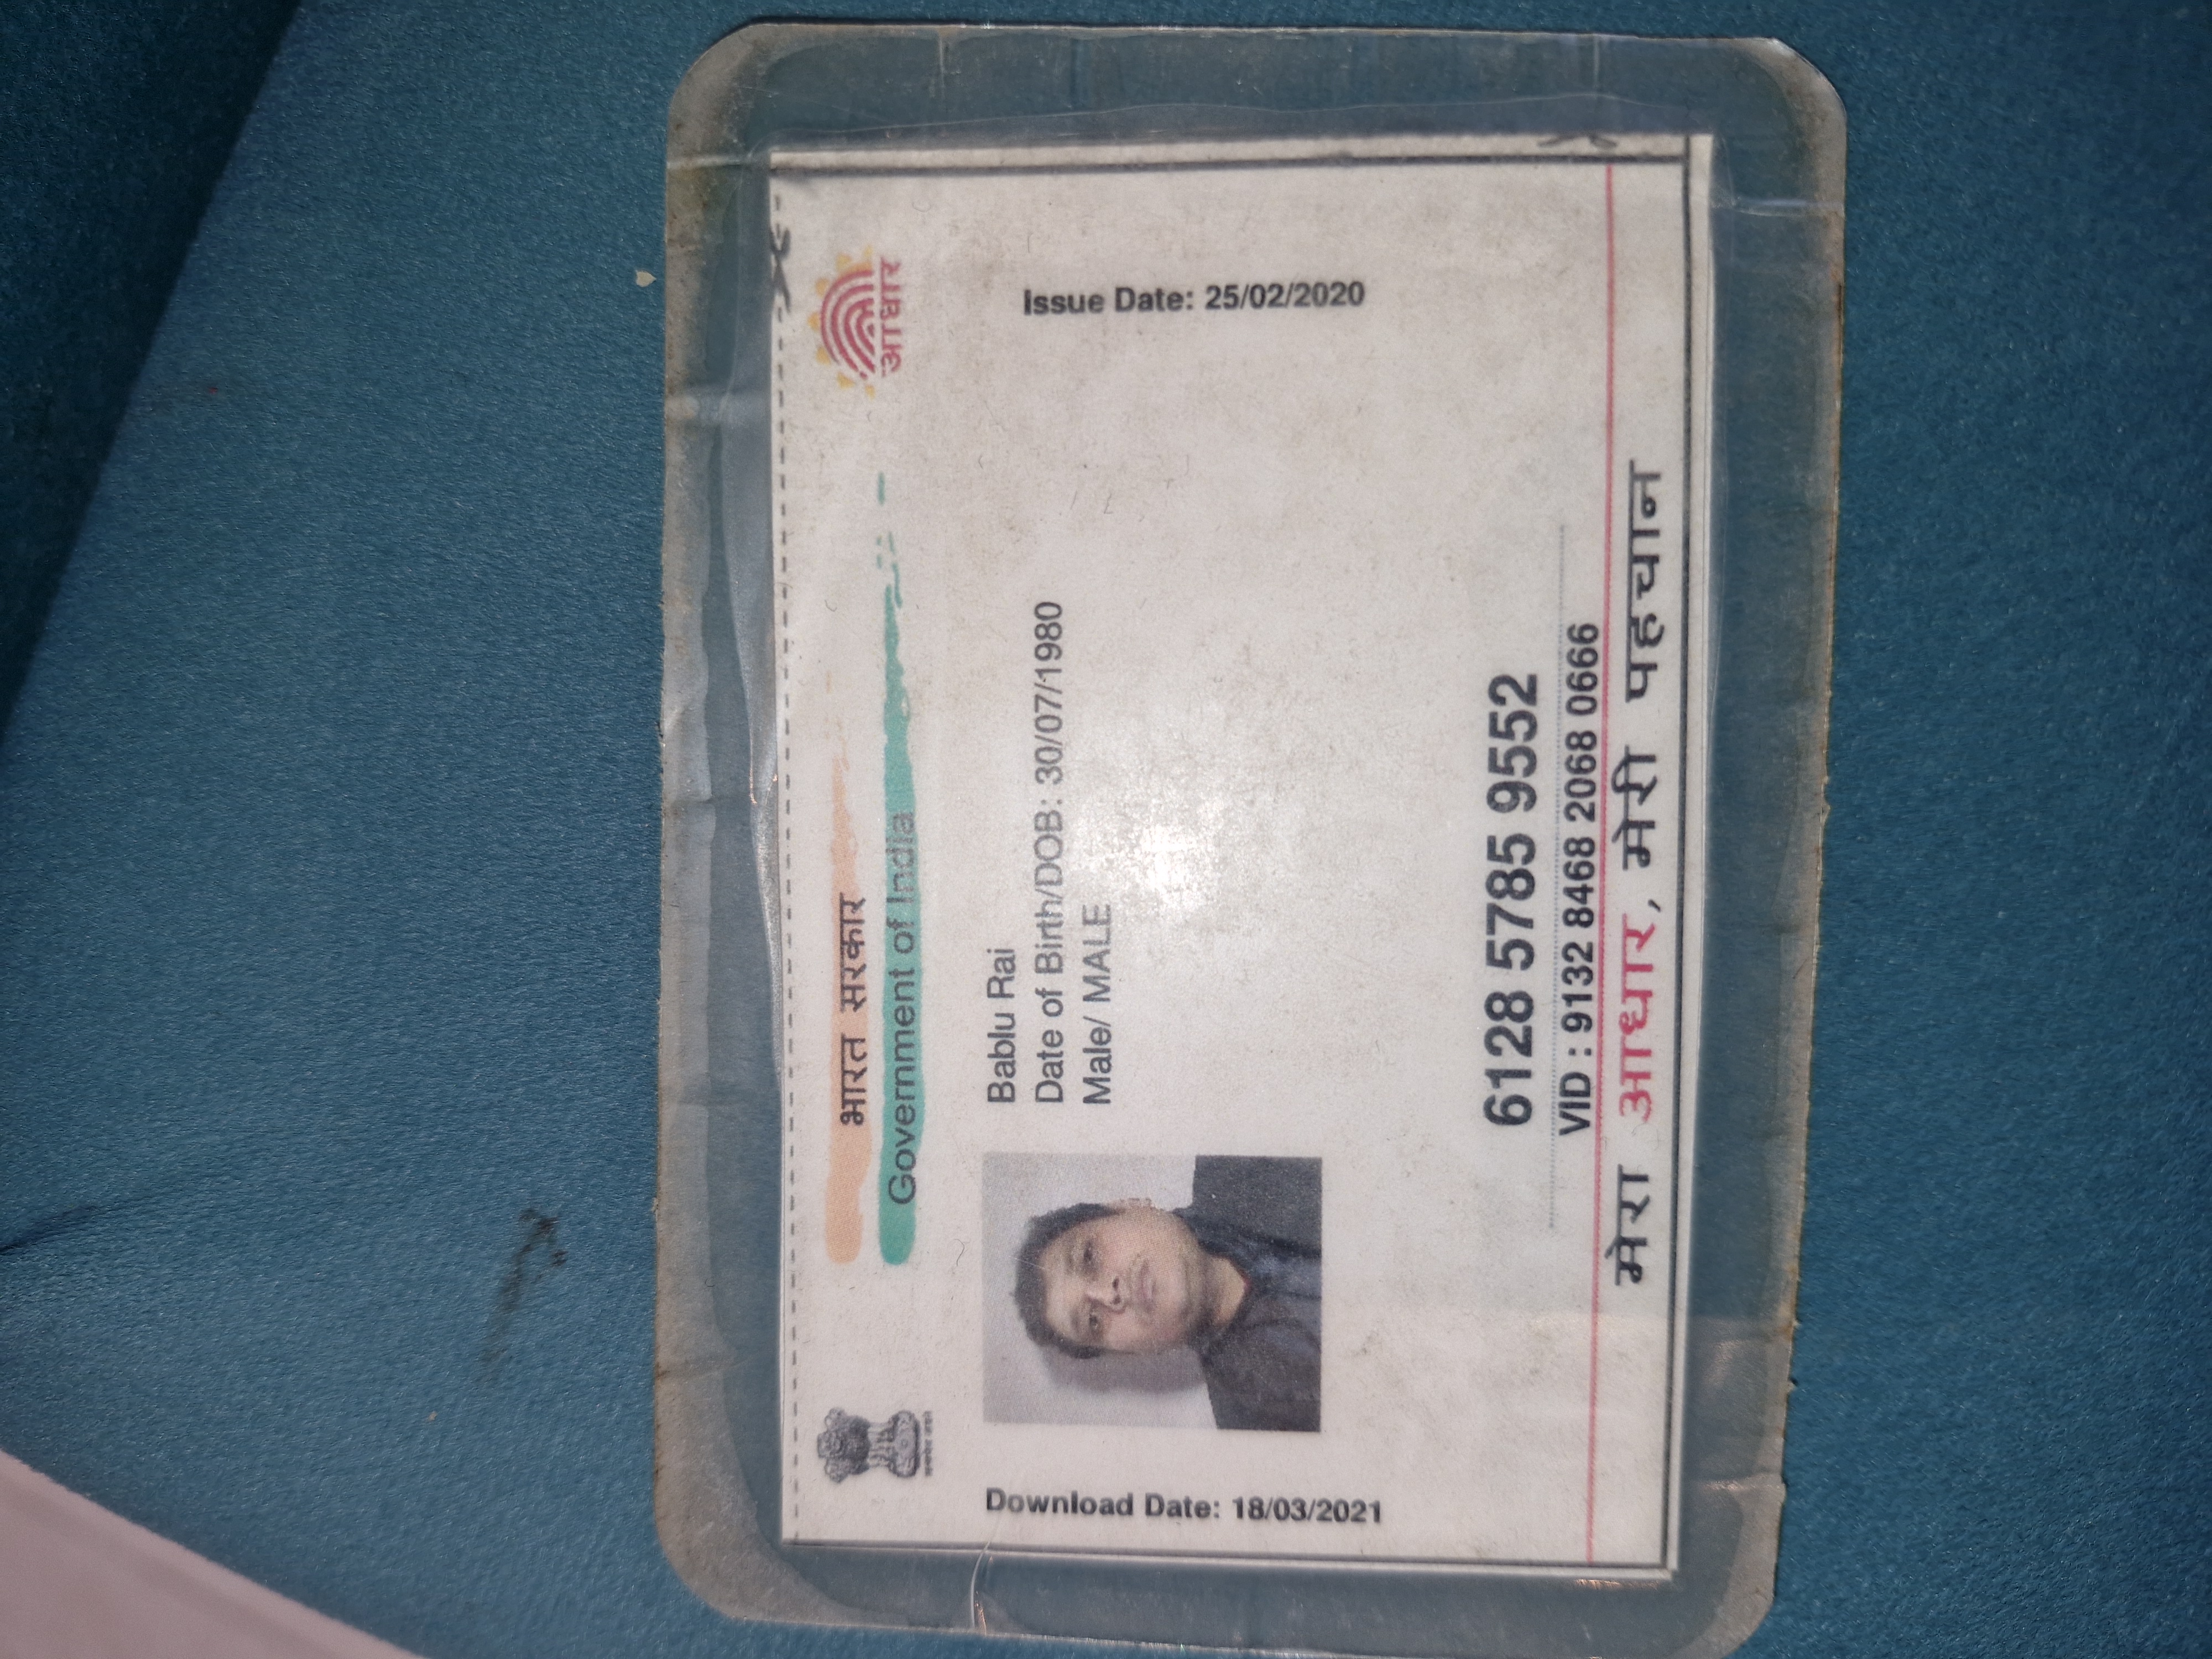 भारत सरकार
Government of India
आधार
Download Date: 18/03/2021
Issue Date: 25/02/2020
Bablu Rai
Date of Birth/DOB: 30/07/1980
Male/ MALE
6128 5785 9552
VID : 9132 8468 2068 0666
मेरा आधार, मेरी पहचान